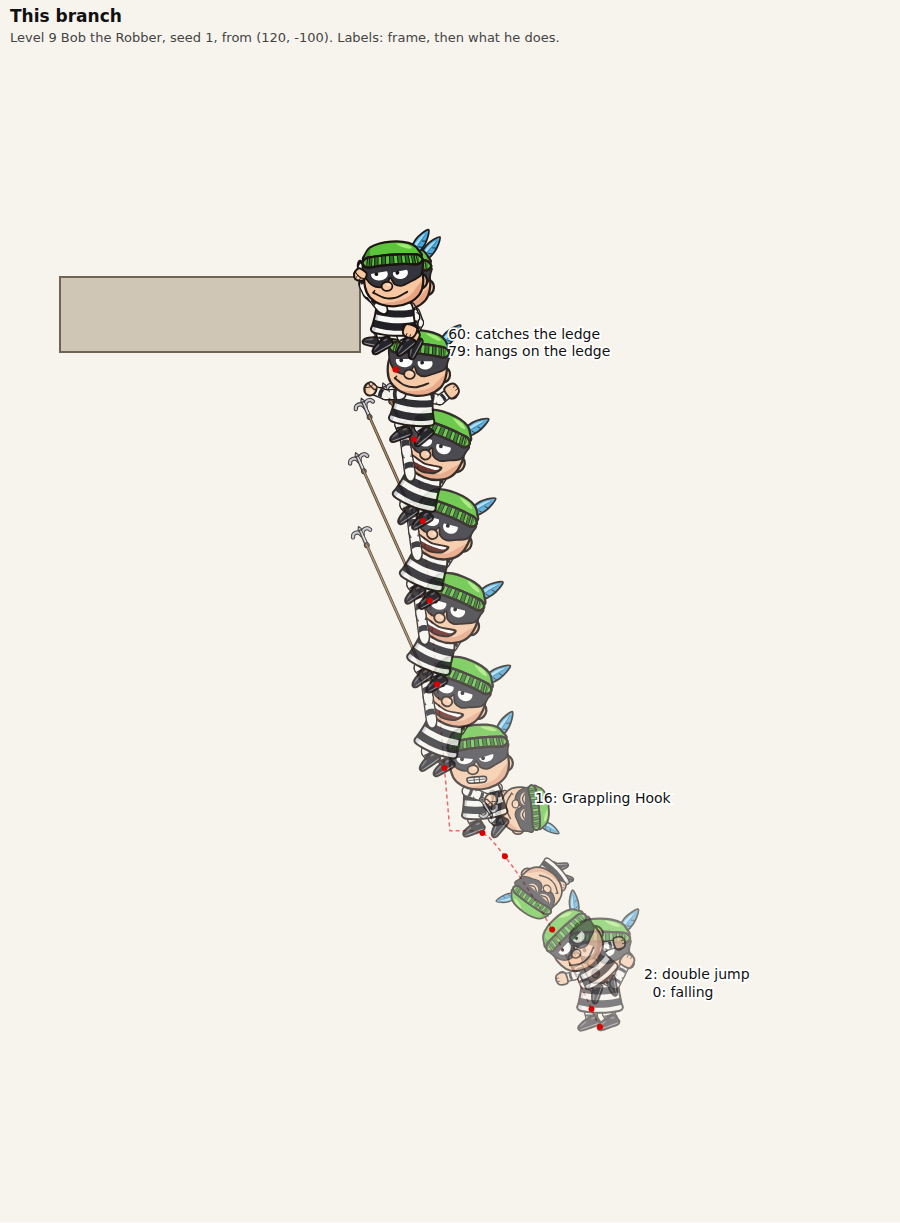 This branch
Level 9 Bob the Robber, seed 1, from (120, -100). Labels: frame, then what he does.
60: catches the ledge
79: hangs on the ledge
16: Grappling Hook
2: double jump
0: falling